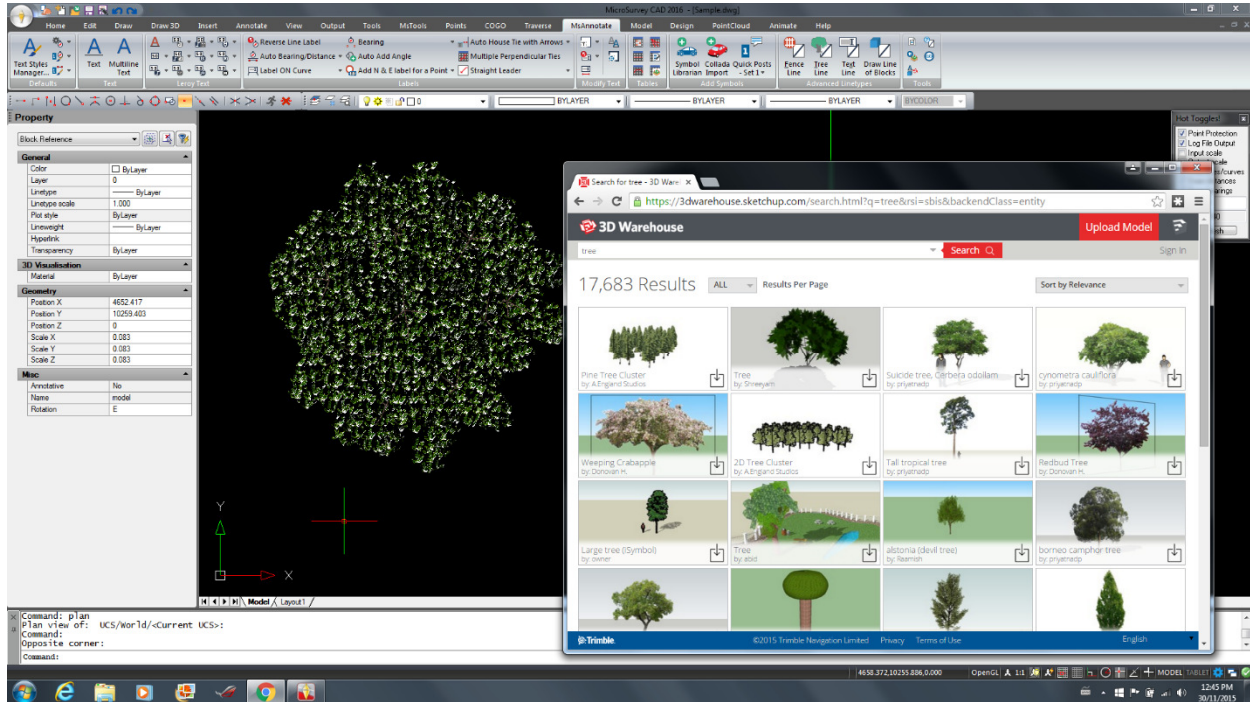 MicroSurvey CAD 2016 - [Sample.dwg]
Home Edit Draw Draw 3D Insert Annotate View Output Tools MsTools Points COGO Traverse MsAnnotate Model Design PointCloud Animate Help
Text Styles Manager...
Text
Multiline Text
Reverse Line Label
Auto Bearing/Distance
Label ON Curve
Bearing
Auto Add Angle
Add N & E label for a Point
Auto House Tie with Arrows
Multiple Perpendicular Ties
Straight Leader
Symbol Librarian
Collada Import
Quick Posts - Set 1
Fence Line
Tree Line
Text Line
Draw Line of Blocks
Defaults Text Leroy Text Labels Modify Text Tables Add Symbols Advanced Linetypes Tools
0 BYLAYER BYLAYER BYLAYER BYCOLOR
Property
Block Reference
General
Color ByLayer
Layer 0
Linetype ByLayer
Linetype scale 1.000
Plot style ByLayer
Lineweight ByLayer
Hyperlink
Transparency ByLayer
3D Visualisation
Material ByLayer
Geometry
Position X 4652.417
Position Y 10259.403
Position Z 0
Scale X 0.083
Scale Y 0.083
Scale Z 0.083
Misc
Annotative No
Name model
Rotation E
Y
X
Hot Toggles!
Point Protection
Log File Output
Input scale
Search for tree - 3D Ware
https://3dwarehouse.sketchup.com/search.html?q=tree&rsi=sbis&backendClass=entity
3D Warehouse
Upload Model
tree
Search
Sign In
17,683 Results
ALL
Results Per Page
Sort by Relevance
Pine Tree Cluster
by: A.England Studios
Tree
by: Shreeyam
Suicide tree, Cerbera odollam
by: priyatnadp
cynometra cauliflora
by: priyatnadp
Weeping Crabapple
by: Donovan H.
2D Tree Cluster
by: A.England Studios
Tall tropical tree
by: priyatnadp
Redbud Tree
by: Donovan H.
Large tree (iSymbol)
by: owner
Tree
by: abid
alstonia (devil tree)
by: Reamish
borneo camphor tree
by: priyatnadp
Trimble
©2015 Trimble Navigation Limited Privacy Terms of Use
English
Model Layout1
Command: plan
Plan view of: UCS/World/<Current UCS>:
Command:
Opposite corner:
Command:
4658.372,10255.886,0.000 OpenGL 1:1 MODEL TABLET
12:45 PM
30/11/2015